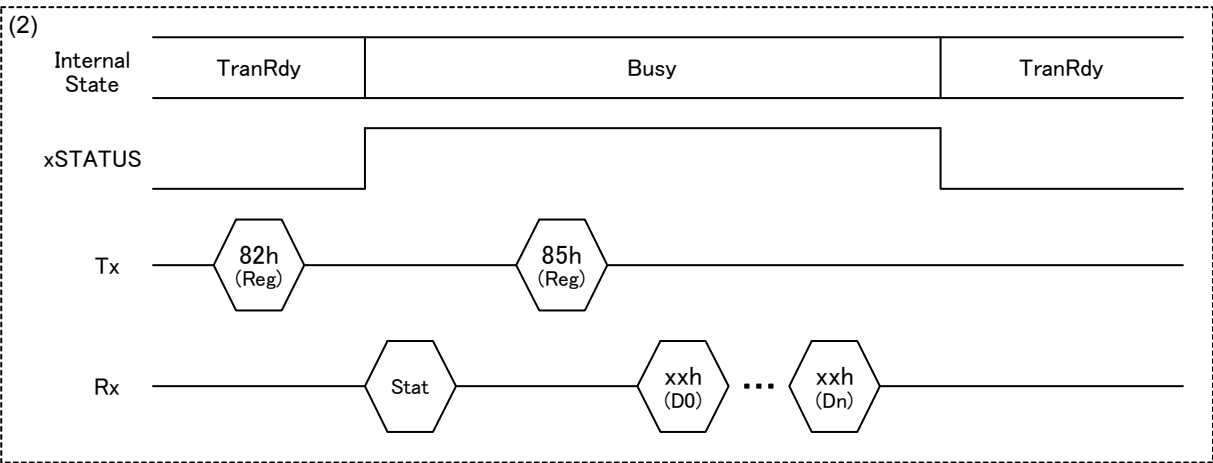 (2)
Internal
State
TranRdy
Busy
TranRdy
xSTATUS
Tx
82h
(Reg)
85h
(Reg)
Rx
Stat
xxh
(D0)
...
xxh
(Dn)